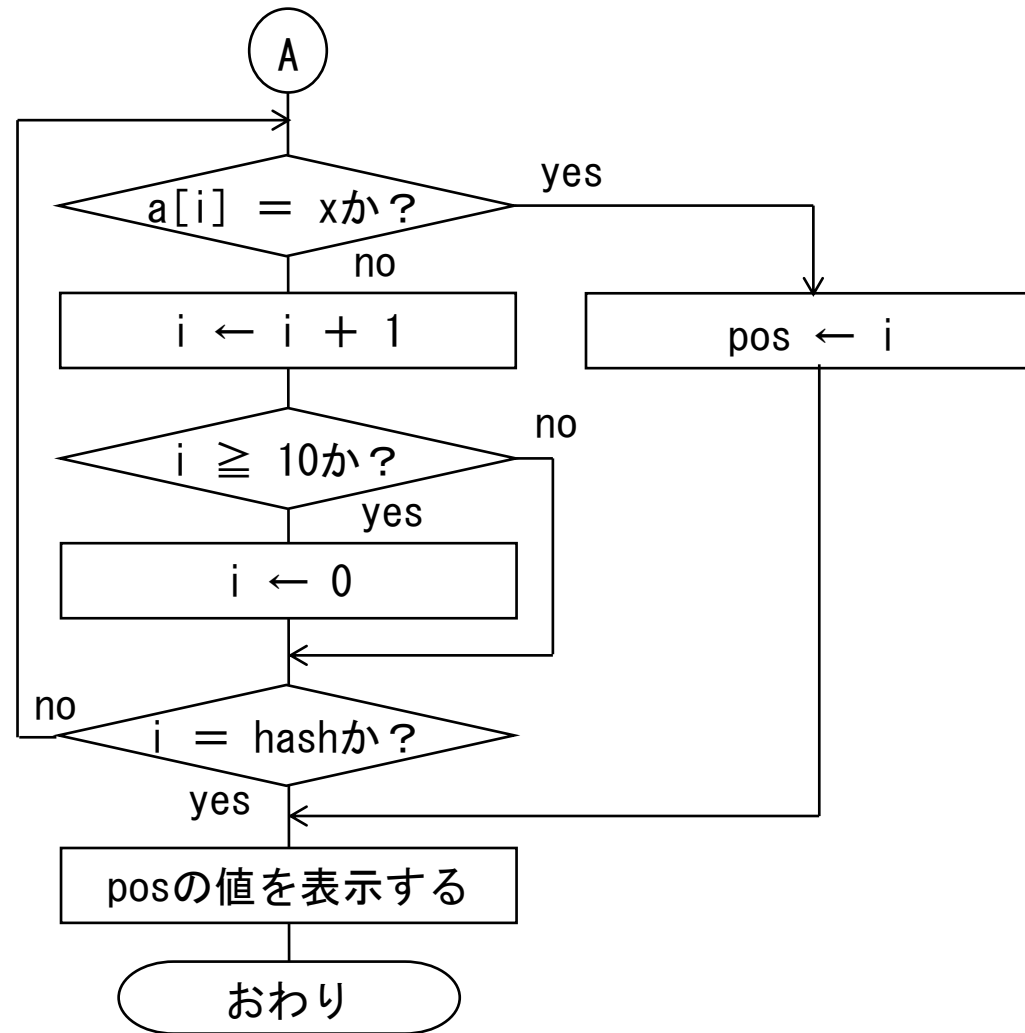 A
a[i] = xか？
yes
no
i ← i + 1
pos ← i
i ≧ 10か？
no
yes
i ← 0
no
i = hashか？
yes
posの値を表示する
おわり